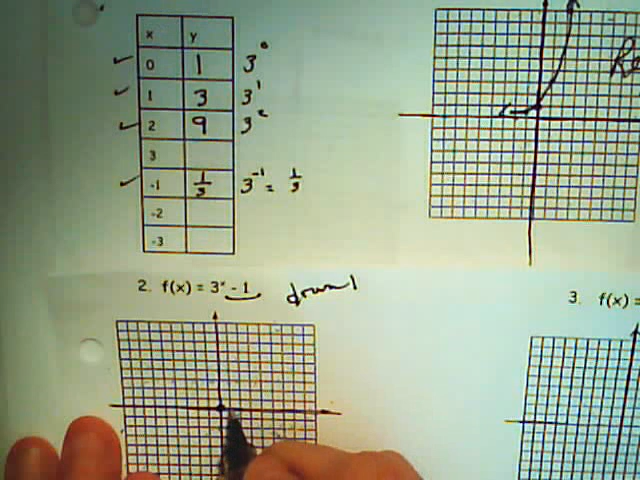 x y
0 1 3⁰
1 3 3¹
2 9 3²
3
-1 1/3 3⁻¹ = 1/3
-2
-3
2. f(x) = 3ˣ - 1 down 1
3. f(x) =